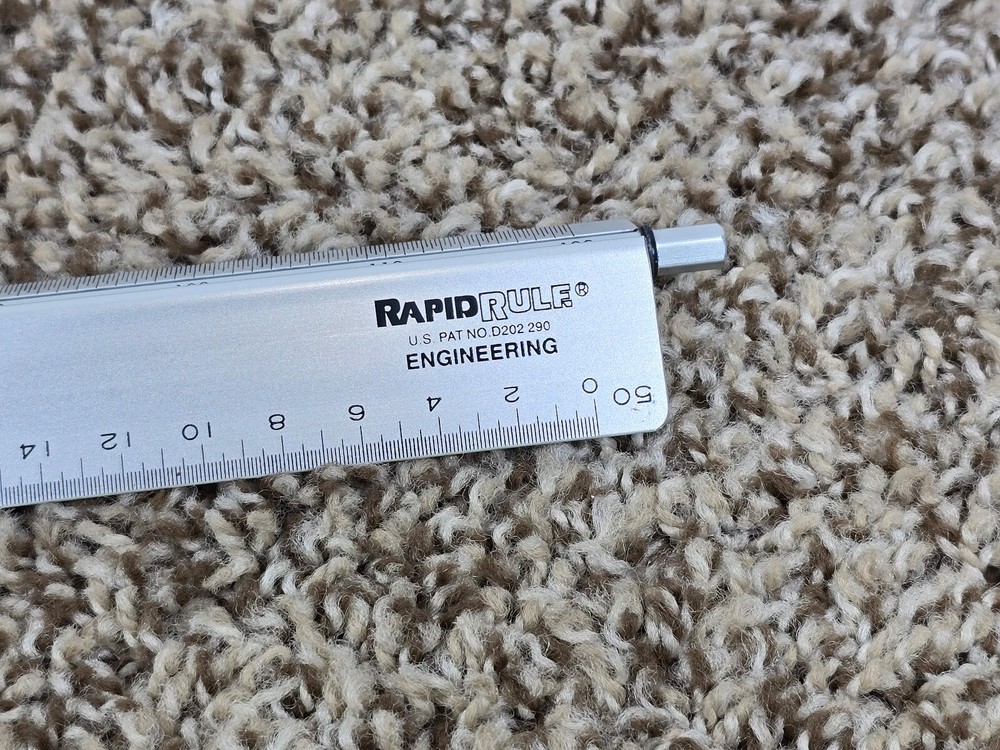 RAPIDRULE®
U.S. PAT NO.D202 290
ENGINEERING
14 12 10 8 6 4 2 0 50